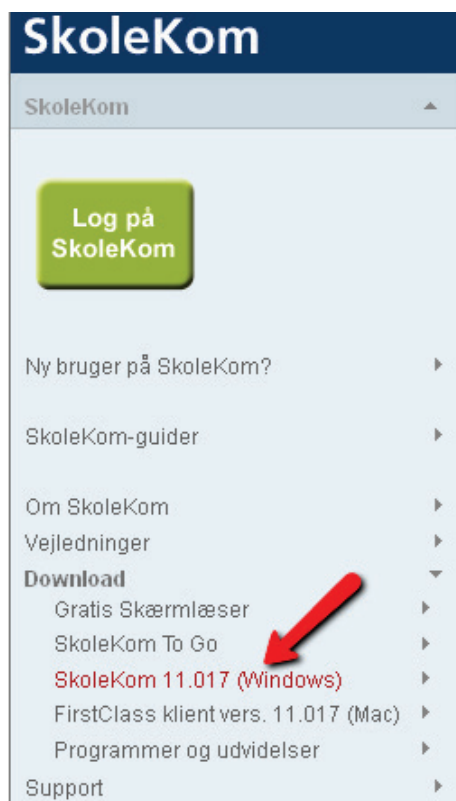 SkoleKom
SkoleKom
Log på
SkoleKom
Ny bruger på SkoleKom?
SkoleKom-guider
Om SkoleKom
Vejledninger
Download
Gratis Skærmlæser
SkoleKom To Go
SkoleKom 11.017 (Windows)
FirstClass klient vers. 11.017 (Mac)
Programmer og udvidelser
Support